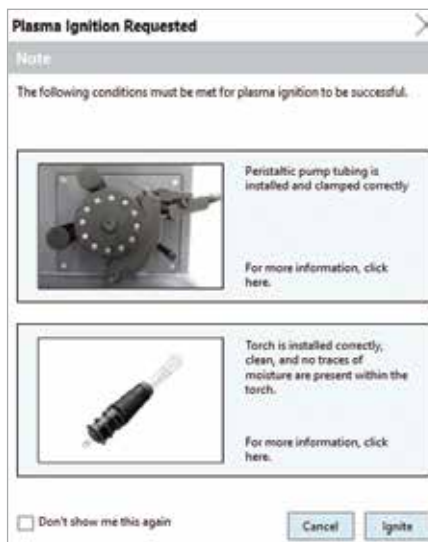 Plasma Ignition Requested
Note
The following conditions must be met for plasma ignition to be successful.
Peristaltic pump tubing is
installed and clamped correctly
For more information, click
here.
Torch is installed correctly,
clean, and no traces of
moisture are present within the
torch.
For more information, click
here.
Don't show me this again
Cancel
Ignite